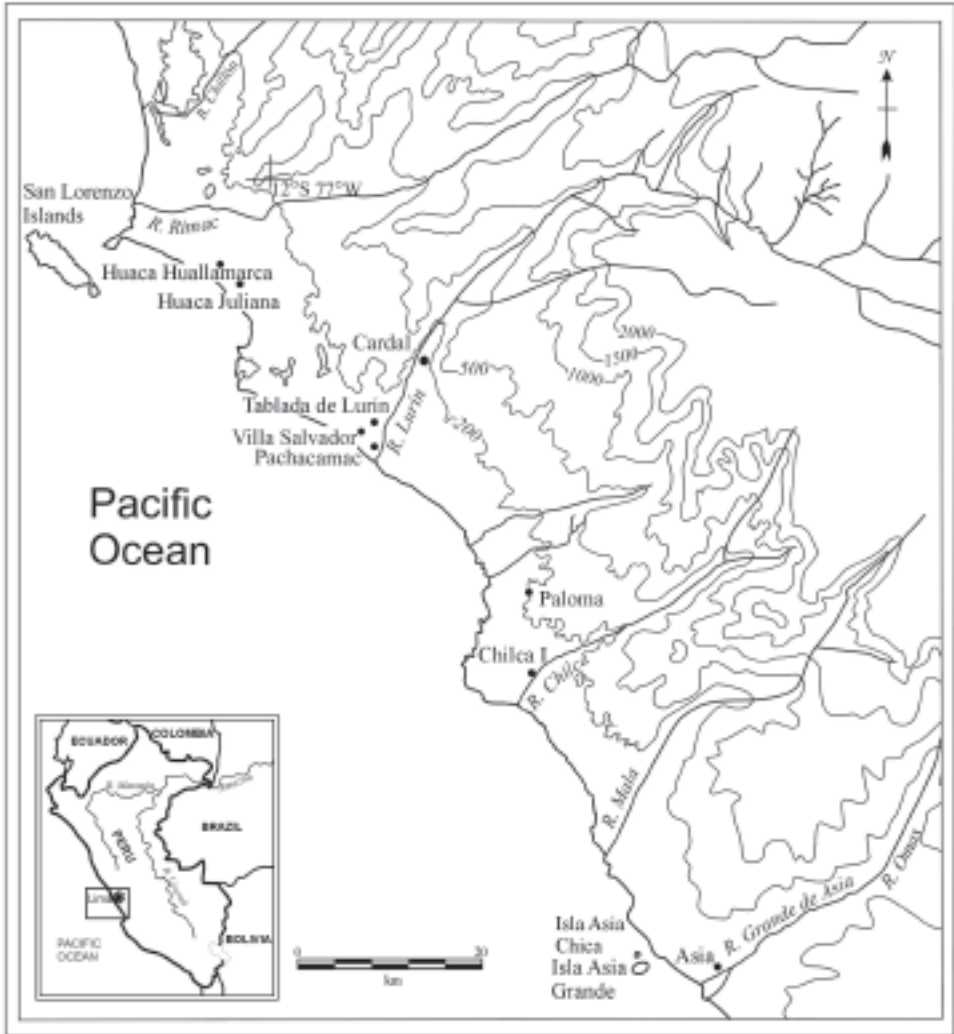 N
R. Chillon
12°S 77°W
San Lorenzo
Islands
R. Rimac
Huaca Huallamarca
Huaca Juliana
Cardal
2000
1500
1000
500
200
Tablada de Lurin
R. Lurin
Villa Salvador
Pachacamac
Pacific
Ocean
Paloma
Chilca I
R. Chilca
R. Mala
R. Omas
R. Grande de Asia
Isla Asia
Chica
Asia
Isla Asia
Grande
ECUADOR
COLOMBIA
BRAZIL
PERU
Lima
BOLIVIA
PACIFIC
OCEAN
0
20
km